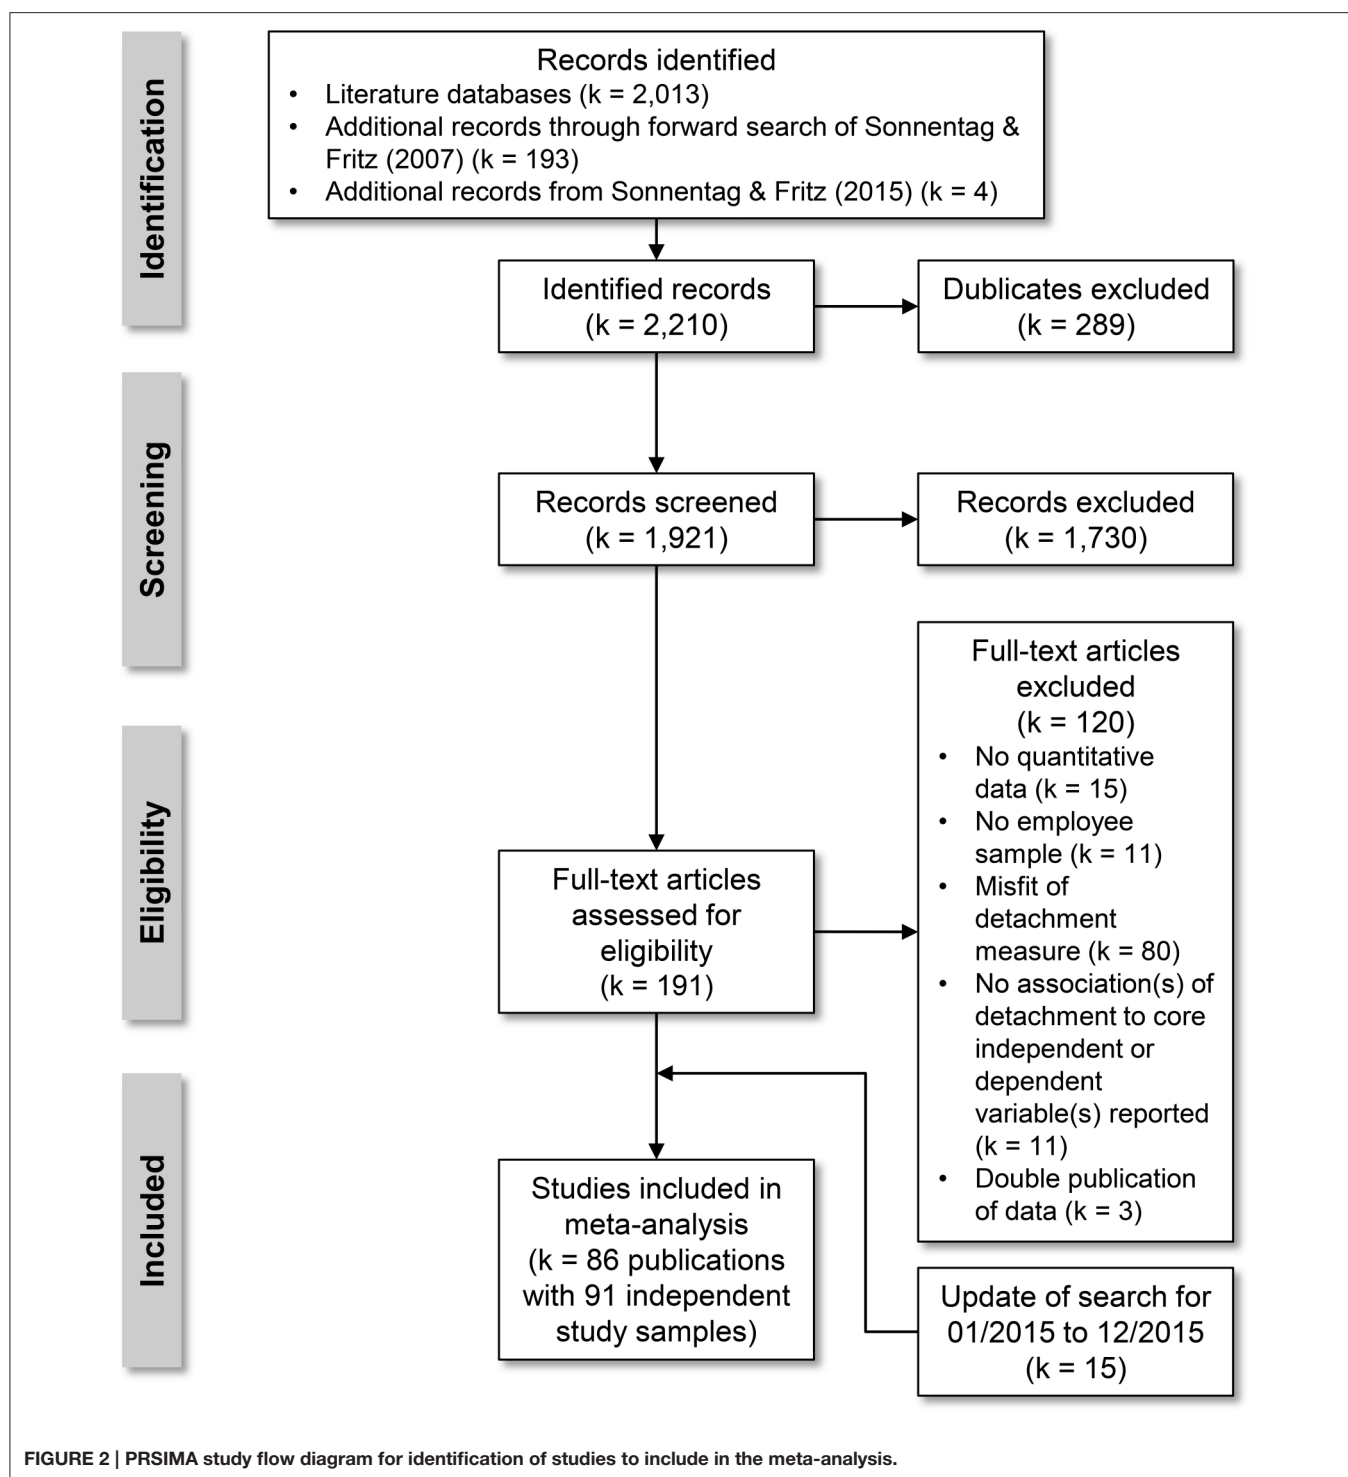 Identification
Records identified
• Literature databases (k = 2,013)
• Additional records through forward search of Sonnentag &
Fritz (2007) (k = 193)
• Additional records from Sonnentag & Fritz (2015) (k = 4)
Identified records
(k = 2,210)
Dublicates excluded
(k = 289)
Screening
Records screened
(k = 1,921)
Records excluded
(k = 1,730)
Eligibility
Full-text articles
assessed for
eligibility
(k = 191)
Full-text articles
excluded
(k = 120)
• No quantitative
data (k = 15)
• No employee
sample (k = 11)
• Misfit of
detachment
measure (k = 80)
• No association(s) of
detachment to core
independent or
dependent
variable(s) reported
(k = 11)
• Double publication
of data (k = 3)
Included
Studies included in
meta-analysis
(k = 86 publications
with 91 independent
study samples)
Update of search for
01/2015 to 12/2015
(k = 15)
FIGURE 2 | PRSIMA study flow diagram for identification of studies to include in the meta-analysis.